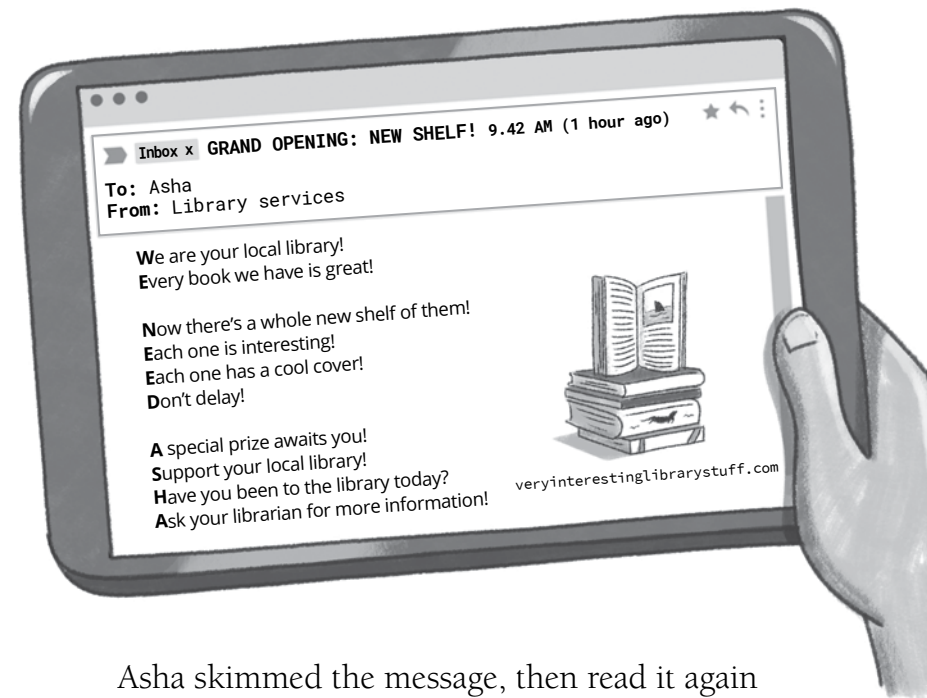 Inbox x GRAND OPENING: NEW SHELF! 9.42 AM (1 hour ago)
To: Asha
From: Library services
We are your local library!
Every book we have is great!
Now there's a whole new shelf of them!
Each one is interesting!
Each one has a cool cover!
Don't delay!
A special prize awaits you!
Support your local library!
Have you been to the library today?
Ask your librarian for more information!
veryinterestinglibrarystuff.com
Asha skimmed the message, then read it again